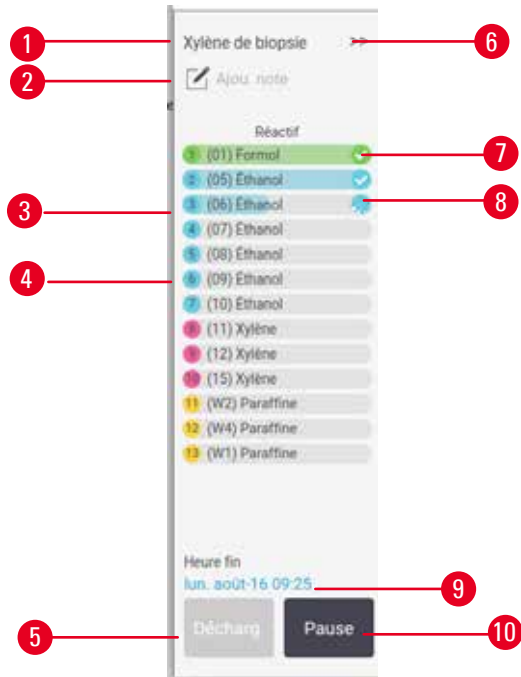 1 Xylène de biopsie >> 6
2 Ajou. note
e
Réactif
1 (01) Formol 7
2 (05) Éthanol
3 3 (06) Éthanol 8
4 (07) Éthanol
5 (08) Éthanol
4 6 (09) Éthanol
7 (10) Éthanol
8 (11) Xylène
9 (12) Xylène
10 (15) Xylène
11 (W2) Paraffine
12 (W4) Paraffine
13 (W1) Paraffine
Heure fin
lun. août-16 09:25 9
5 Décharg Pause 10